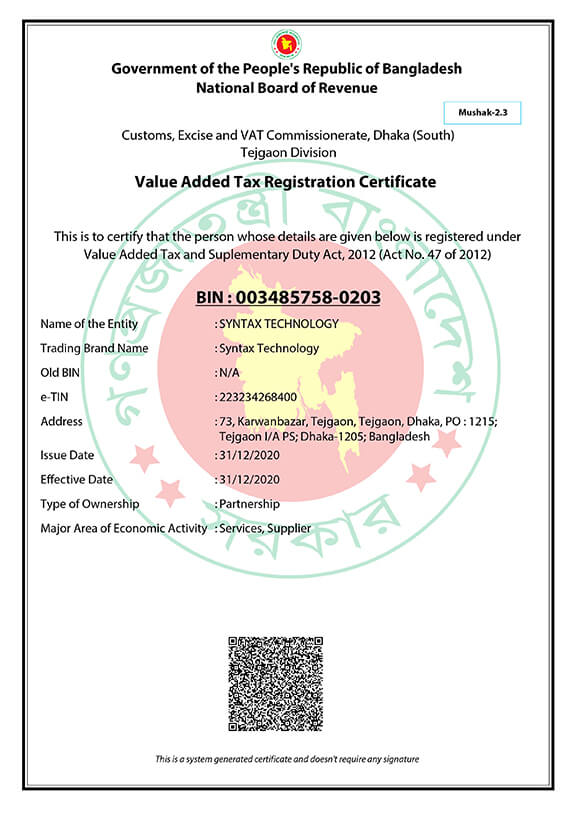 Government of the People's Republic of Bangladesh
National Board of Revenue
Mushak-2.3
Customs, Excise and VAT Commissionerate, Dhaka (South)
Tejgaon Division
Value Added Tax Registration Certificate
This is to certify that the person whose details are given below is registered under
Value Added Tax and Suplementary Duty Act, 2012 (Act No. 47 of 2012)
BIN : 003485758-0203
Name of the Entity : SYNTAX TECHNOLOGY
Trading Brand Name : Syntax Technology
Old BIN : N/A
e-TIN : 223234268400
Address : 73, Karwanbazar, Tejgaon, Tejgaon, Dhaka, PO : 1215;
Tejgaon I/A PS; Dhaka-1205; Bangladesh
Issue Date : 31/12/2020
Effective Date : 31/12/2020
Type of Ownership : Partnership
Major Area of Economic Activity : Services, Supplier
This is a system generated certificate and doesn't require any signature
গণপ্রজাতন্ত্রী বাংলাদেশ
সরকার